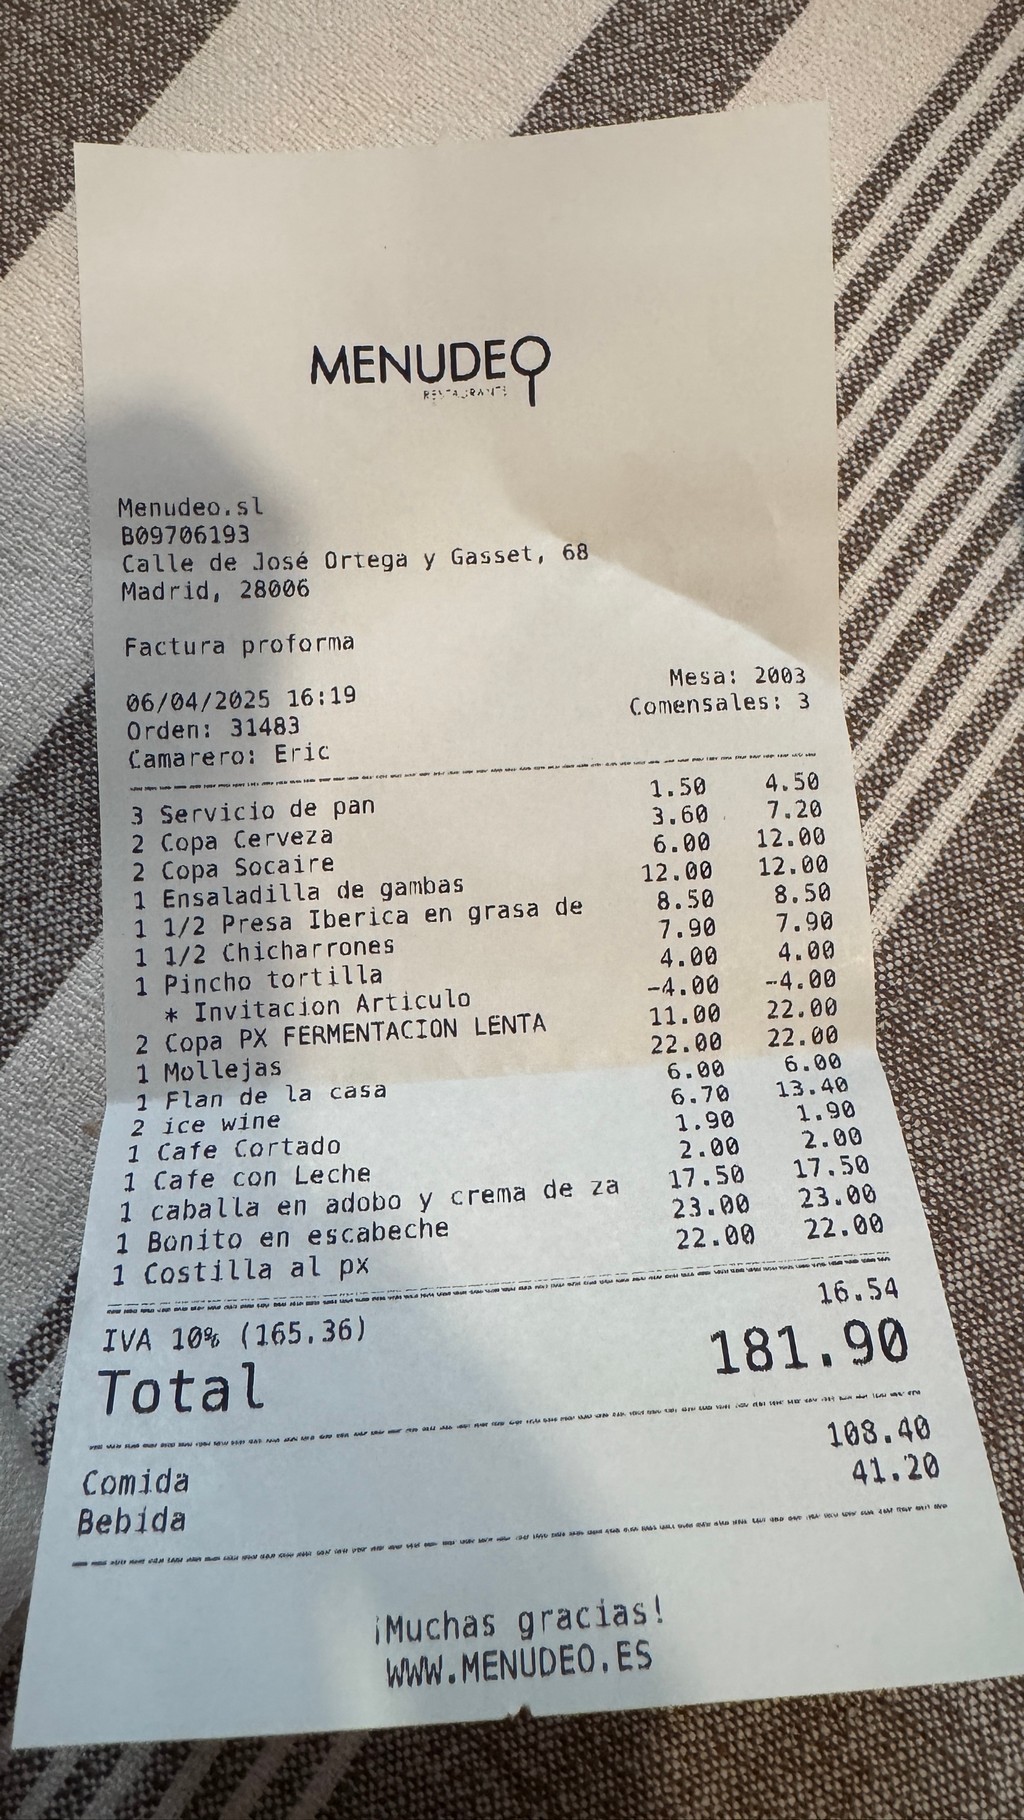 MENUDEO
RESTAURANTE
Menudeo.sl
B09706193
Calle de José Ortega y Gasset, 68
Madrid, 28006
Factura proforma
06/04/2025 16:19 Mesa: 2003
Orden: 31483 Comensales: 3
Camarero: Eric
3 Servicio de pan 1.50 4.50
2 Copa Cerveza 3.60 7.20
2 Copa Socaire 6.00 12.00
1 Ensaladilla de gambas 12.00 12.00
1 1/2 Presa Iberica en grasa de 8.50 8.50
1 1/2 Chicharrones 7.90 7.90
1 Pincho tortilla 4.00 4.00
* Invitacion Articulo -4.00 -4.00
2 Copa PX FERMENTACION LENTA 11.00 22.00
1 Mollejas 22.00 22.00
1 Flan de la casa 6.00 6.00
2 ice wine 6.70 13.40
1 Cafe Cortado 1.90 1.90
1 Cafe con Leche 2.00 2.00
1 caballa en adobo y crema de za 17.50 17.50
1 Bonito en escabeche 23.00 23.00
1 Costilla al px 22.00 22.00
IVA 10% (165.36) 16.54
Total 181.90
Comida 108.40
Bebida 41.20
¡Muchas gracias!
WWW.MENUDEO.ES